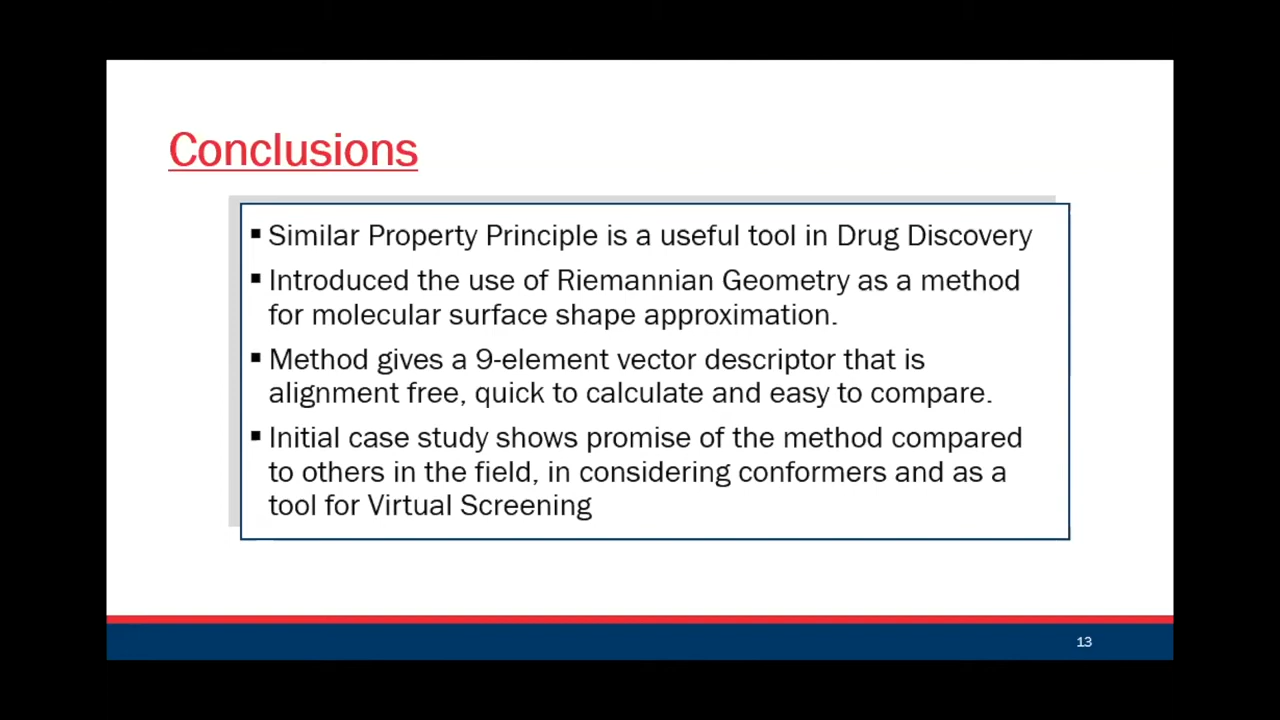 Conclusions
▪ Similar Property Principle is a useful tool in Drug Discovery
▪ Introduced the use of Riemannian Geometry as a method
for molecular surface shape approximation.
▪ Method gives a 9-element vector descriptor that is
alignment free, quick to calculate and easy to compare.
▪ Initial case study shows promise of the method compared
to others in the field, in considering conformers and as a
tool for Virtual Screening
13